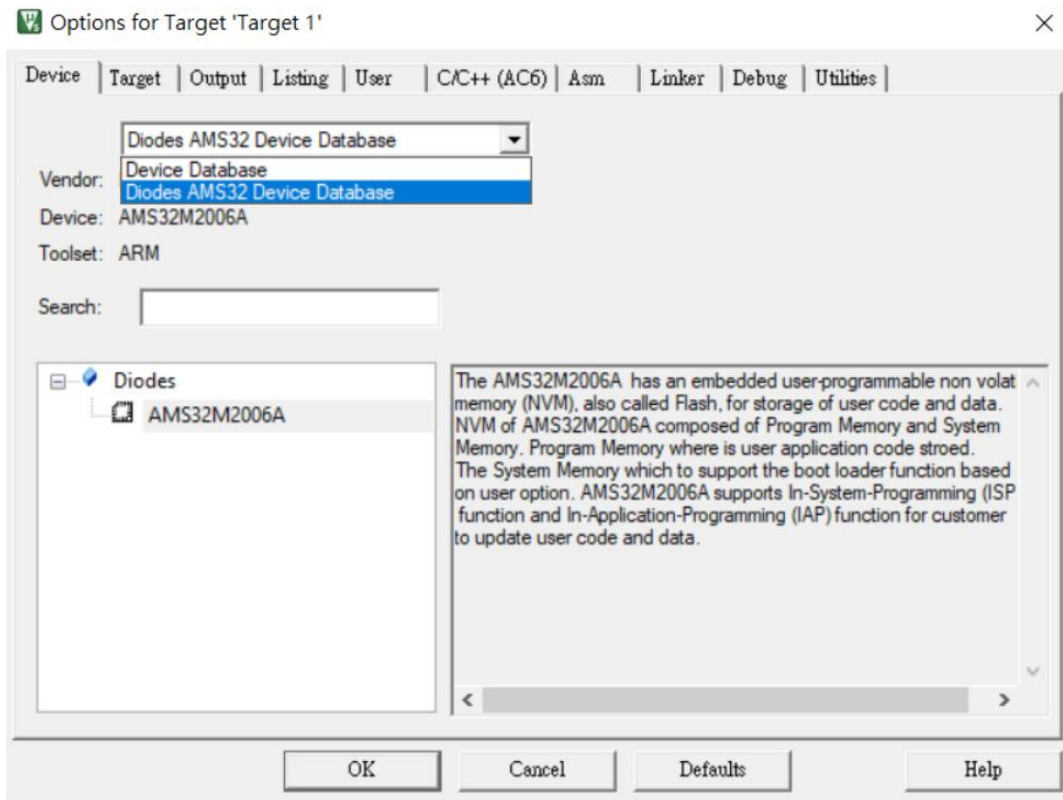 Options for Target 'Target 1'
Device Target Output Listing User C/C++ (AC6) Asm Linker Debug Utilities
Diodes AMS32 Device Database
Device Database
Diodes AMS32 Device Database
Vendor:
Device: AMS32M2006A
Toolset: ARM
Search:
Diodes
AMS32M2006A
The AMS32M2006A has an embedded user-programmable non volat
memory (NVM), also called Flash, for storage of user code and data.
NVM of AMS32M2006A composed of Program Memory and System
Memory. Program Memory where is user application code stroed.
The System Memory which to support the boot loader function based
on user option. AMS32M2006A supports In-System-Programming (ISP
function and In-Application-Programming (IAP) function for customer
to update user code and data.
OK Cancel Defaults Help